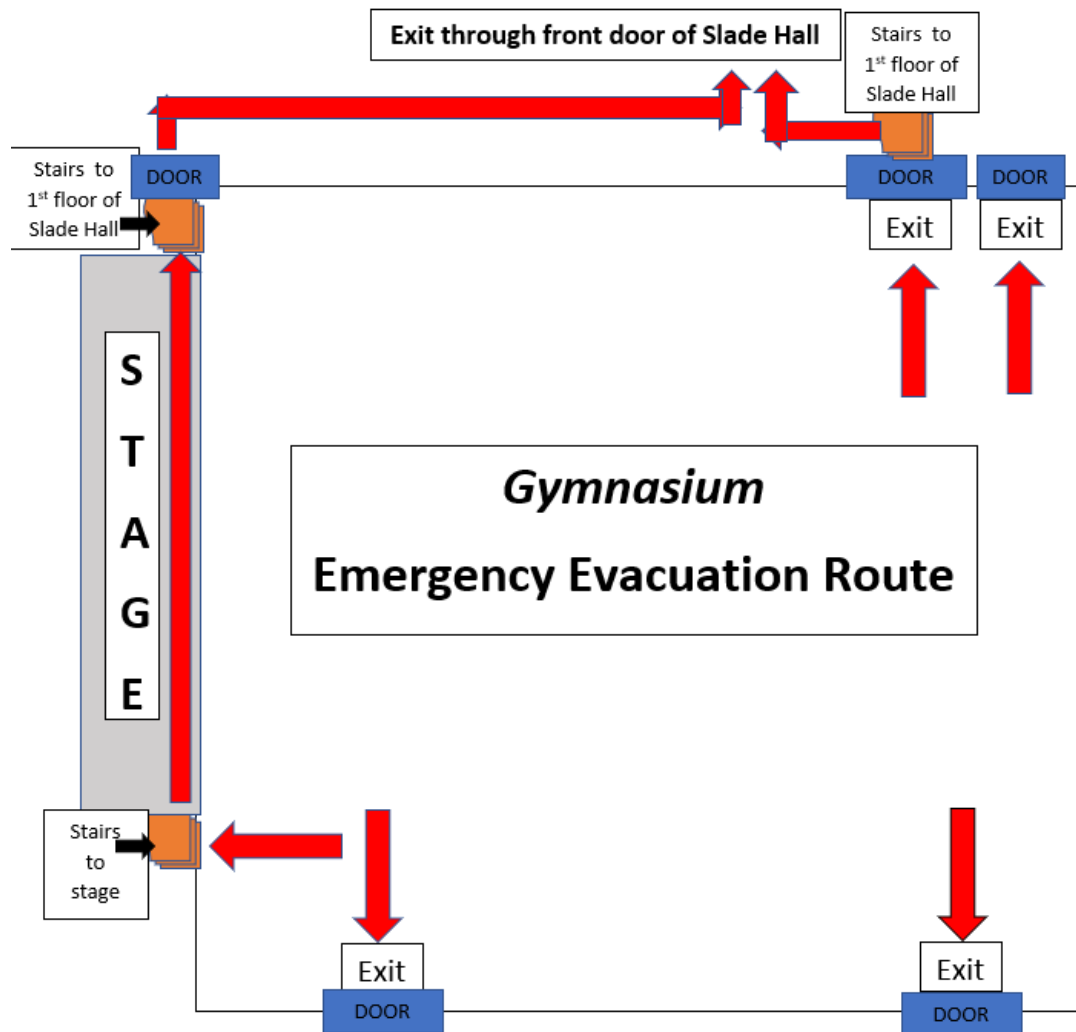 Exit through front door of Slade Hall
Stairs to
1st floor of
Slade Hall
Stairs to
1st floor of
Slade Hall
DOOR
DOOR
DOOR
Exit
Exit
S
T
A
G
E
Gymnasium
Emergency Evacuation Route
Stairs
to
stage
Exit
DOOR
Exit
DOOR